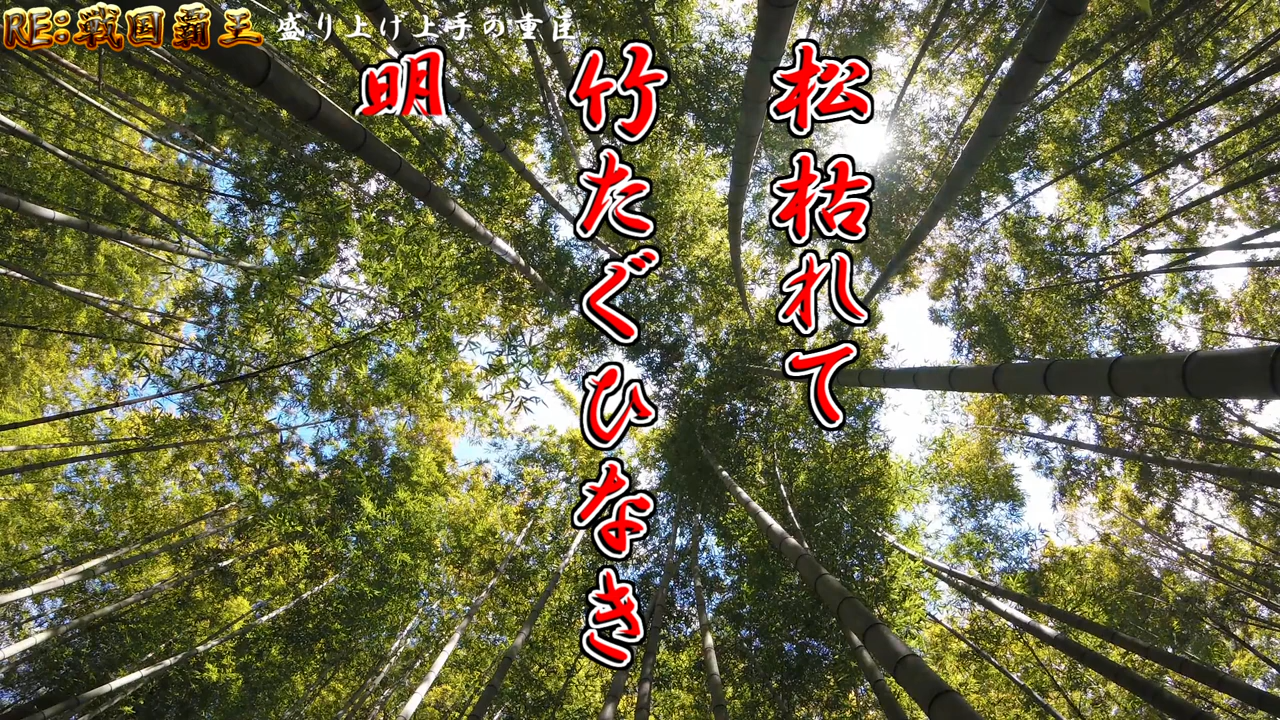 RE:戦国覇王
盛り上げ上手の重臣
松枯れて
竹たぐひなき
明